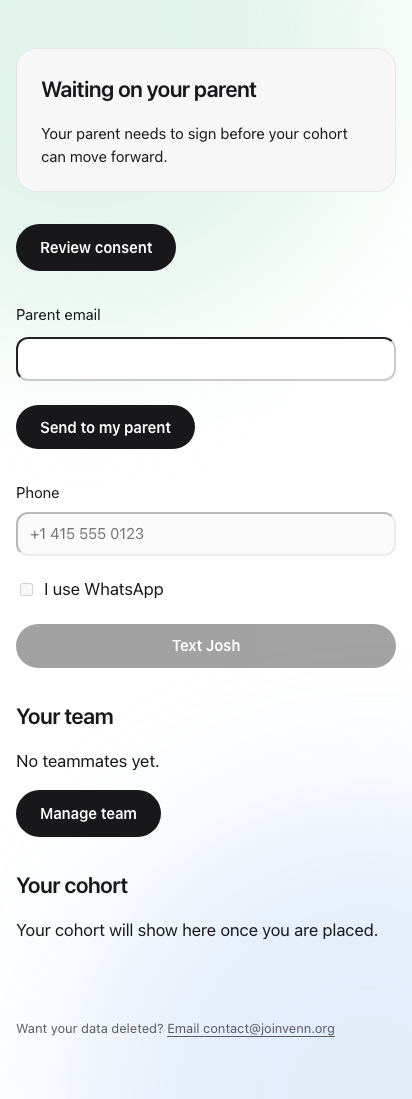 Waiting on your parent
Your parent needs to sign before your cohort
can move forward.
Review consent
Parent email
Send to my parent
Phone
+1 415 555 0123
I use WhatsApp
Text Josh
Your team
No teammates yet.
Manage team
Your cohort
Your cohort will show here once you are placed.
Want your data deleted? Email contact@joinvenn.org